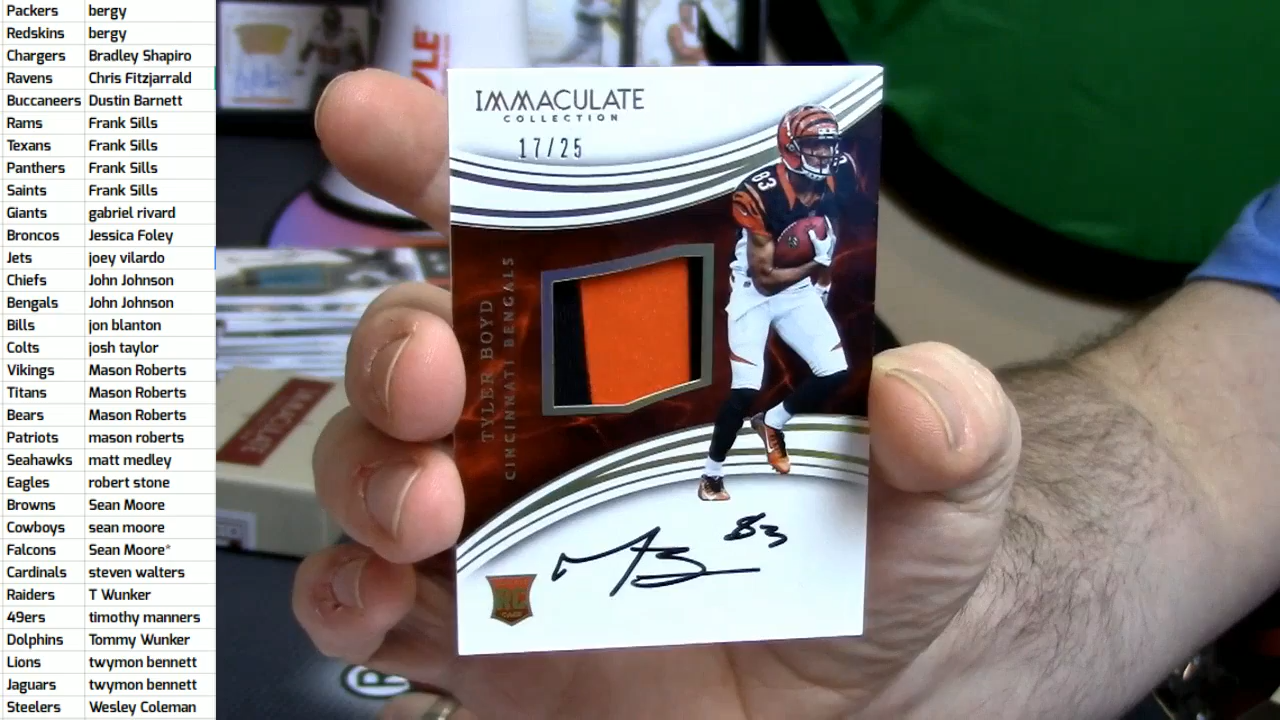 Packers bergy
Redskins bergy
Chargers Bradley Shapiro
Ravens Chris Fitzjarrald
Buccaneers Dustin Barnett
Rams Frank Sills
Texans Frank Sills
Panthers Frank Sills
Saints Frank Sills
Giants gabriel rivard
Broncos Jessica Foley
Jets joey vilardo
Chiefs John Johnson
Bengals John Johnson
Bills jon blanton
Colts josh taylor
Vikings Mason Roberts
Titans Mason Roberts
Bears Mason Roberts
Patriots mason roberts
Seahawks matt medley
Eagles robert stone
Browns Sean Moore
Cowboys sean moore
Falcons Sean Moore*
Cardinals steven walters
Raiders T Wunker
49ers timothy manners
Dolphins Tommy Wunker
Lions twymon bennett
Jaguars twymon bennett
Steelers Wesley Coleman
IMMACULATE
COLLECTION
17/25
83
TYLER BOYD
CINCINNATI BENGALS
83
RC